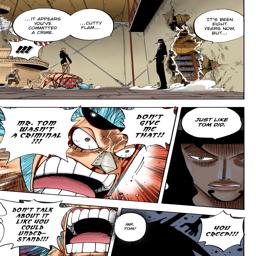 IT'S BEEN
EIGHT
YEARS
NOW,
BUT...
...CUTTY
FLAM...
...IT APPEARS
YOU'VE
COMMITTED
A CRIME.
!!!
JUST LIKE
TOM DID.
DON'T
GIVE
ME
THAT!!
MR. TOM
WASN'T
A CRIMINAL
!!!
YOU
CREEP!!!
MR.
TOM!
DON'T TALK
ABOUT IT
LIKE YOU
COULD
UNDER-
STAND!!!